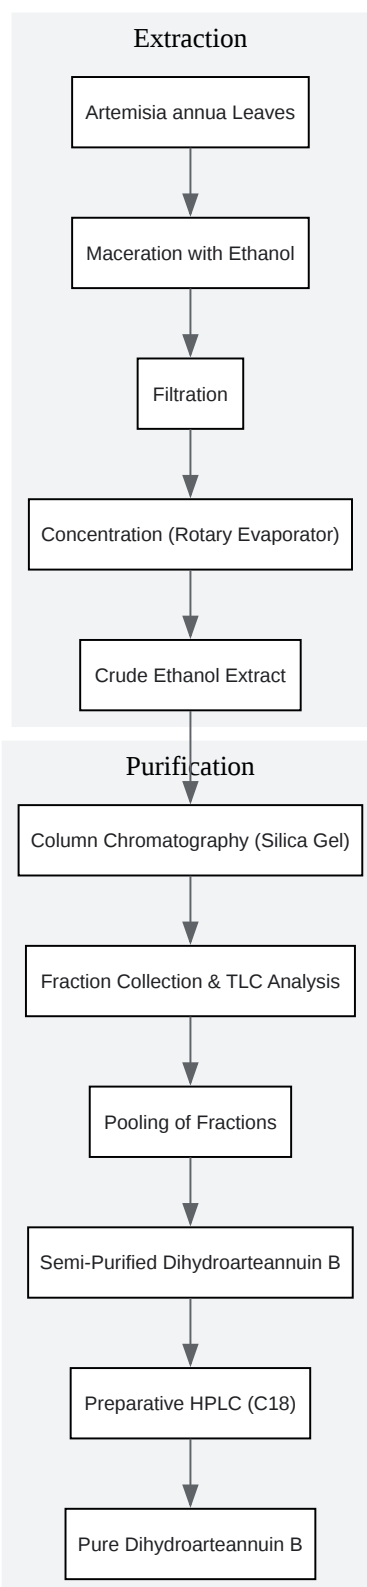 Extraction
Artemisia annua Leaves
Maceration with Ethanol
Filtration
Concentration (Rotary Evaporator)
Crude Ethanol Extract
Purification
Column Chromatography (Silica Gel)
Fraction Collection & TLC Analysis
Pooling of Fractions
Semi-Purified Dihydroarteannuin B
Preparative HPLC (C18)
Pure Dihydroarteannuin B